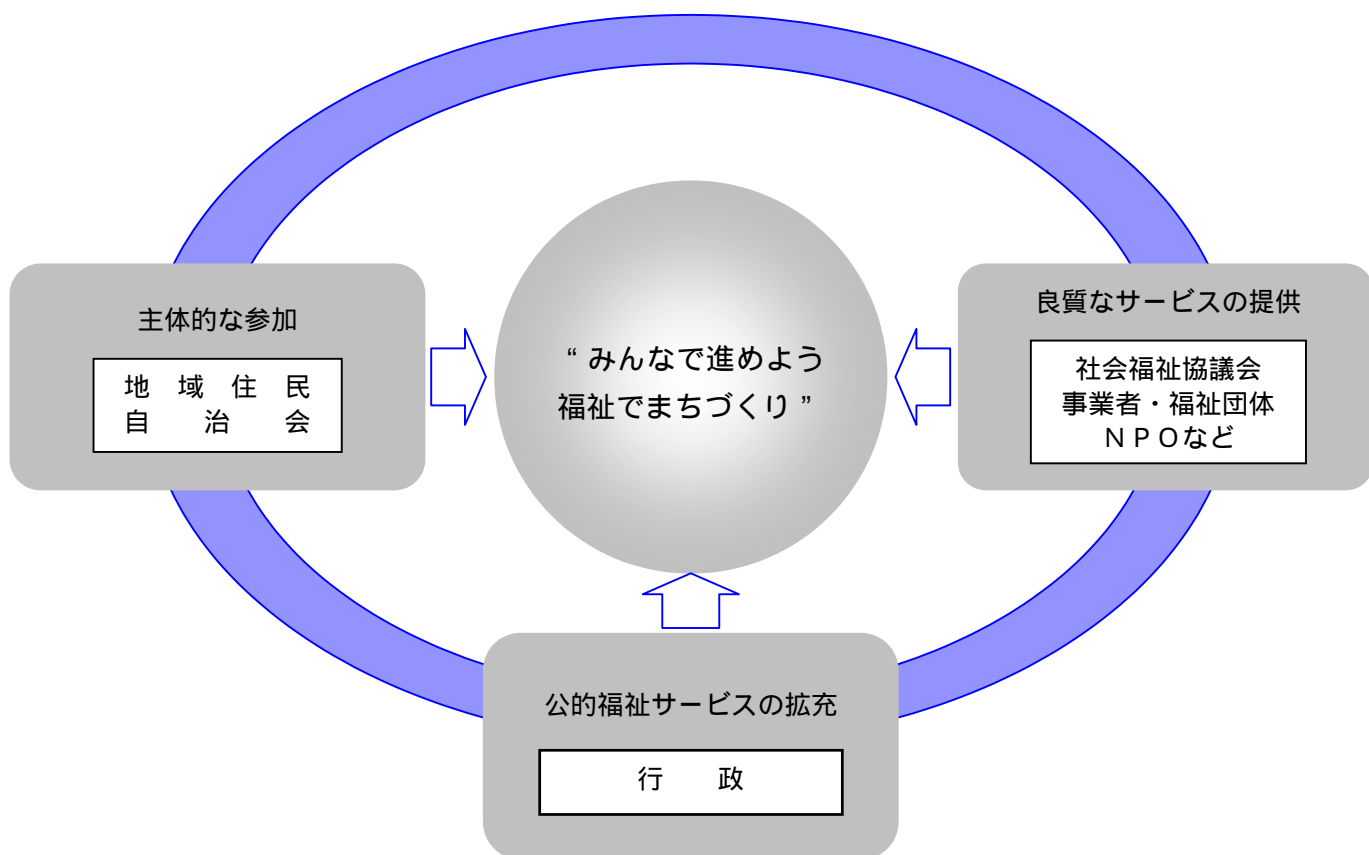 主体的な参加
地　域　住　民
自　　治　　会
“ みんなで進めよう
福祉でまちづくり ”
良質なサービスの提供
社会福祉協議会
事業者・福祉団体
ＮＰＯなど
公的福祉サービスの拡充
行　　政